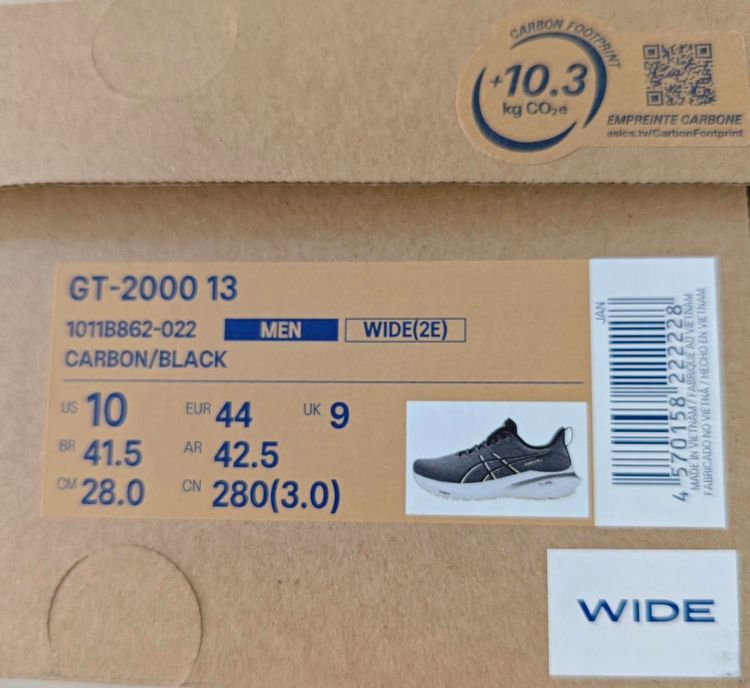 CARBON FOOTPRINT
+10.3
kg CO₂e
EMPREINTE CARBONE
asics.tv/CarbonFootprint
GT-2000 13
1011B862-022 MEN WIDE(2E)
CARBON/BLACK
US 10 EUR 44 UK 9
BR 41.5 AR 42.5
CM 28.0 CN 280(3.0)
JAN
4 570158 222228
MADE IN VIETNAM / FABRIQUÉ AU VIETNAM
FABRICADO NO VIETNÃ / HECHO EN VIETNAM
WIDE